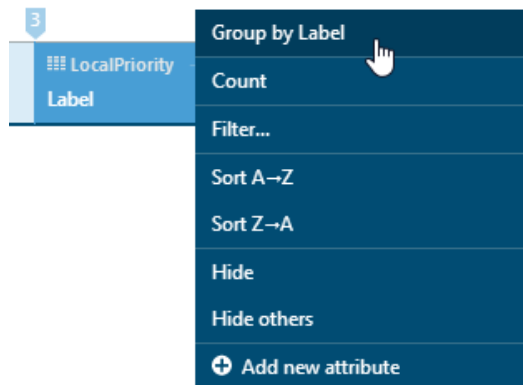 3
LocalPriority
Label
Group by Label
Count
Filter...
Sort A→Z
Sort Z→A
Hide
Hide others
Add new attribute